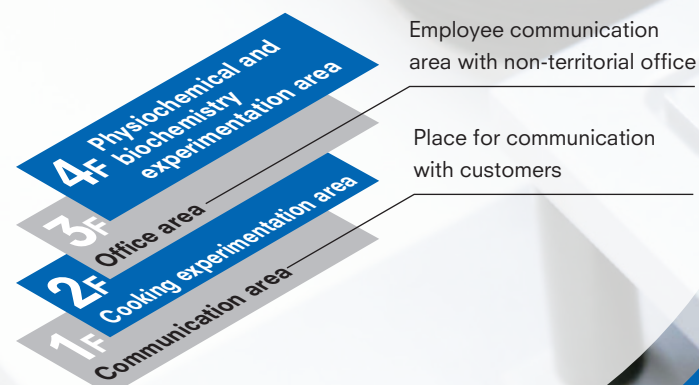 Employee communication
area with non-territorial office
Place for communication
with customers
4F
Physiochemical and
biochemistry
experimentation area
3F
Office area
2F
Cooking experimentation area
1F
Communication area